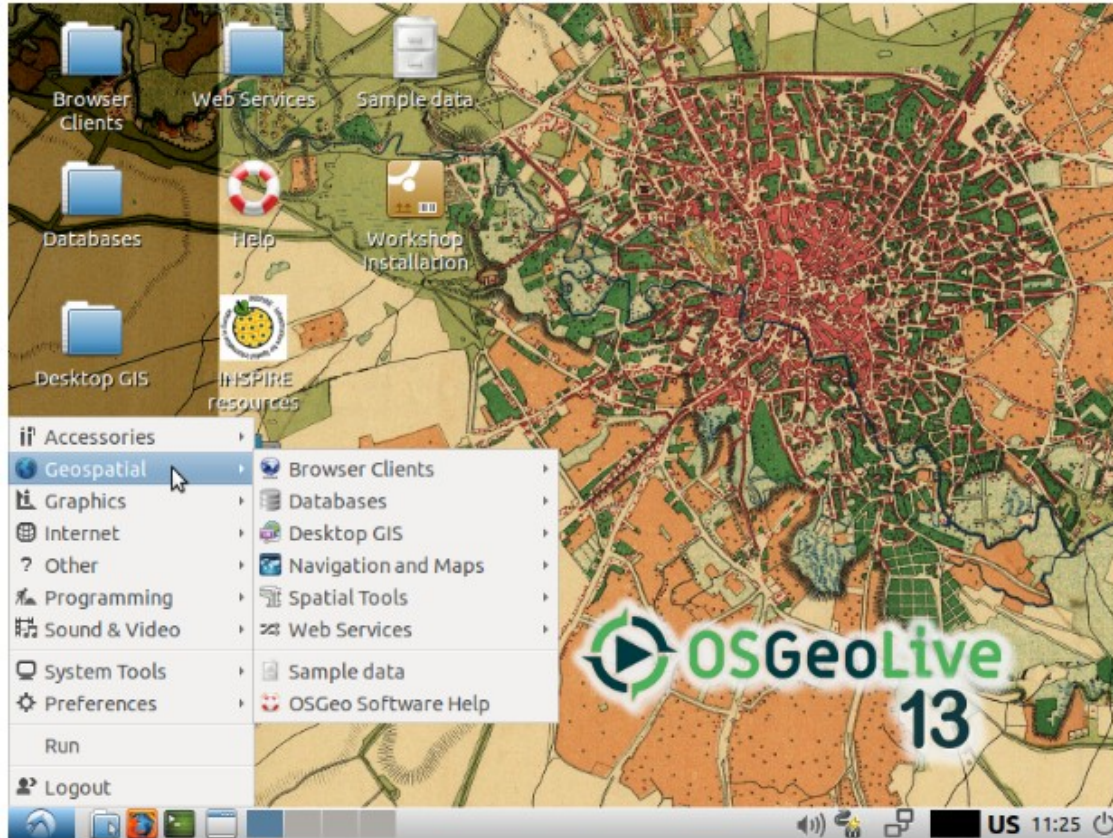 Browser
Clients
Web Services
Sample data
Databases
Help
Workshop
Installation
Desktop GIS
INSPIRE
resources
Accessories
Geospatial
Graphics
Internet
Other
Programming
Sound & Video
System Tools
Preferences
Run
Logout
Browser Clients
Databases
Desktop GIS
Navigation and Maps
Spatial Tools
Web Services
Sample data
OSGeo Software Help
OSGeoLive
13
US 11:25